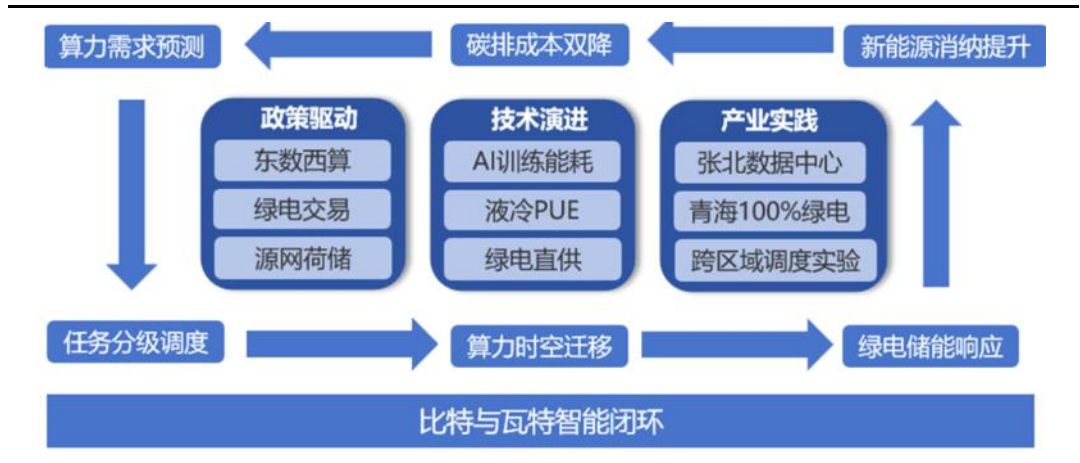 算力需求预测
碳排成本双降
新能源消纳提升
政策驱动
东数西算
绿电交易
源网荷储
技术演进
AI训练能耗
液冷PUE
绿电直供
产业实践
张北数据中心
青海100%绿电
跨区域调度实验
任务分级调度
算力时空迁移
绿电储能响应
比特与瓦特智能闭环